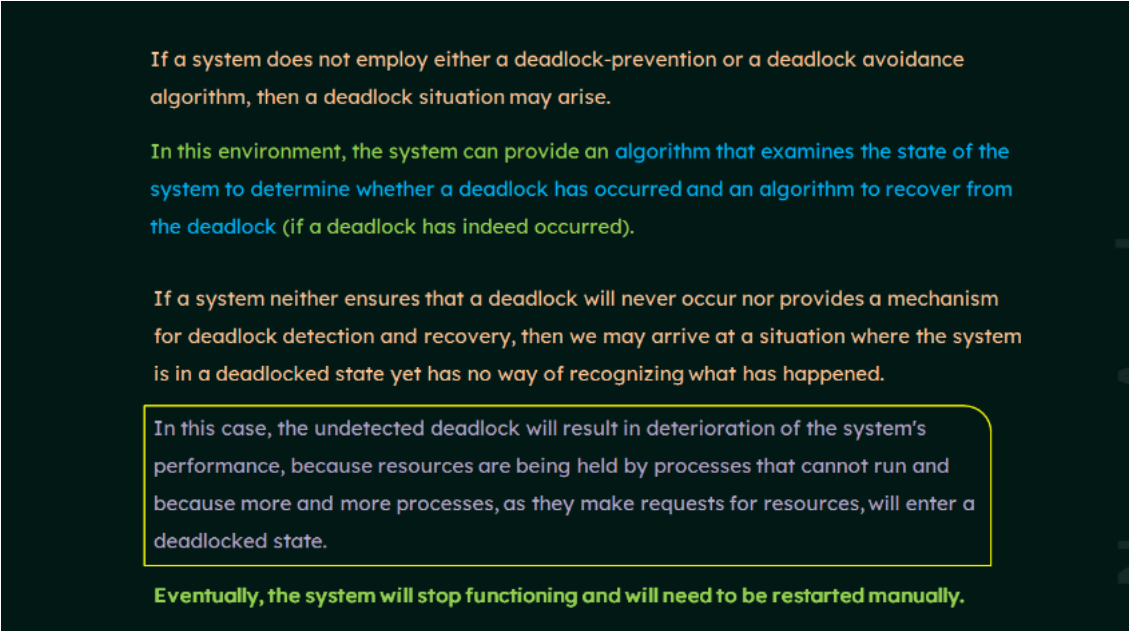 If a system does not employ either a deadlock-prevention or a deadlock avoidance
algorithm, then a deadlock situation may arise.
In this environment, the system can provide an algorithm that examines the state of the
system to determine whether a deadlock has occurred and an algorithm to recover from
the deadlock (if a deadlock has indeed occurred).
If a system neither ensures that a deadlock will never occur nor provides a mechanism
for deadlock detection and recovery, then we may arrive at a situation where the system
is in a deadlocked state yet has no way of recognizing what has happened.
In this case, the undetected deadlock will result in deterioration of the system's
performance, because resources are being held by processes that cannot run and
because more and more processes, as they make requests for resources, will enter a
deadlocked state.
Eventually, the system will stop functioning and will need to be restarted manually.